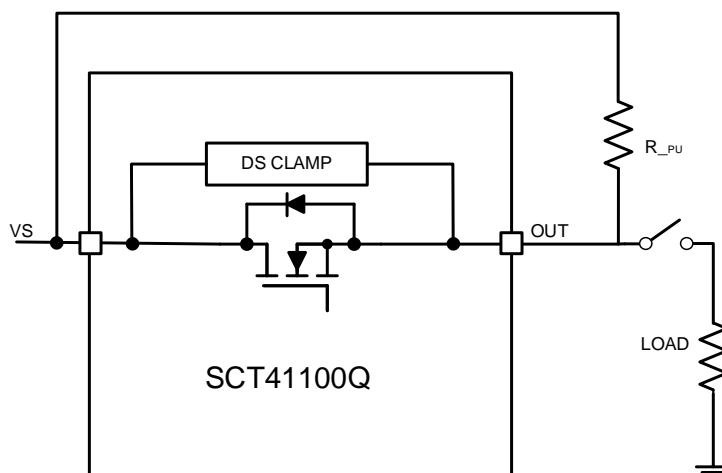 DS CLAMP
R_PU
VS
OUT
LOAD
SCT41100Q